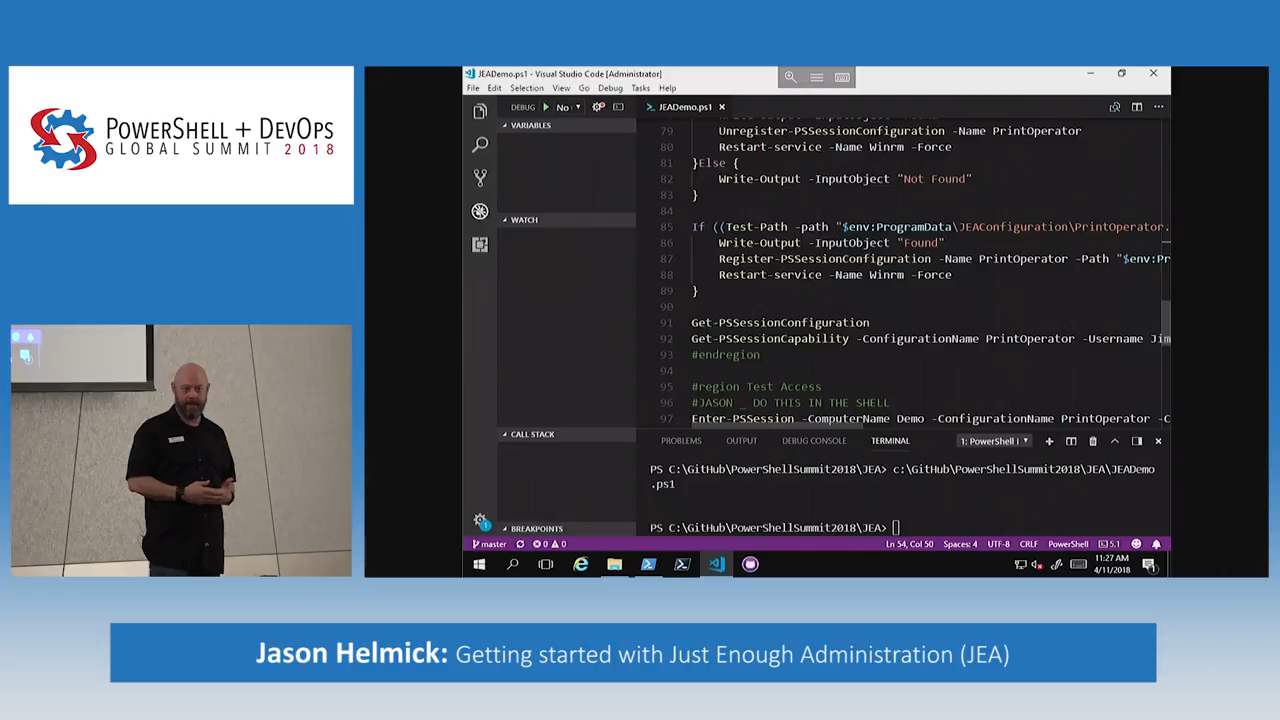 POWERSHELL + DEVOPS
GLOBAL SUMMIT 2018
JEADemo.ps1 - Visual Studio Code [Administrator]
File Edit Selection View Go Debug Tasks Help
DEBUG No
JEADemo.ps1
VARIABLES
WATCH
CALL STACK
BREAKPOINTS
79 Unregister-PSSessionConfiguration -Name PrintOperator
80 Restart-service -Name Winrm -Force
81 }Else {
82 Write-Output -InputObject "Not Found"
83 }
84
85 If ((Test-Path -path "$env:ProgramData\JEAConfiguration\PrintOperator.
86 Write-Output -InputObject "Found"
87 Register-PSSessionConfiguration -Name PrintOperator -Path "$env:Pr
88 Restart-service -Name Winrm -Force
89 }
90
91 Get-PSSessionConfiguration
92 Get-PSSessionCapability -ConfigurationName PrintOperator -Username Jim
93 #endregion
94
95 #region Test Access
96 #JASON _ DO THIS IN THE SHELL
97 Enter-PSSession -ComputerName Demo -ConfigurationName PrintOperator -C
PROBLEMS OUTPUT DEBUG CONSOLE TERMINAL 1: PowerShell I
PS C:\GitHub\PowerShellSummit2018\JEA> c:\GitHub\PowerShellSummit2018\JEA\JEADemo
.ps1
PS C:\GitHub\PowerShellSummit2018\JEA>
master 0 0 Ln 54, Col 50 Spaces: 4 UTF-8 CRLF PowerShell 5.1
11:27 AM
4/11/2018
Jason Helmick: Getting started with Just Enough Administration (JEA)